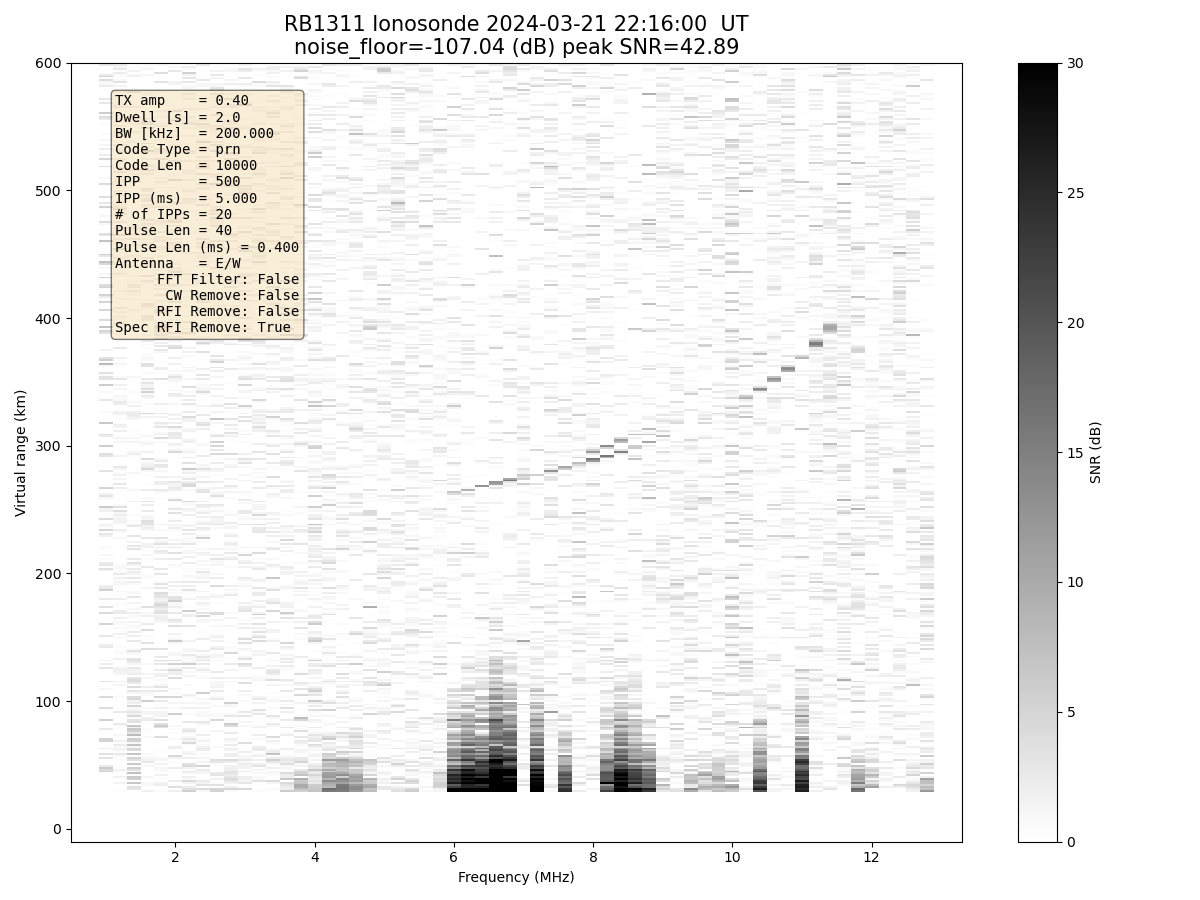 RB1311 Ionosonde 2024-03-21 22:16:00  UT
noise_floor=-107.04 (dB) peak SNR=42.89
TX amp    = 0.40
Dwell [s] = 2.0
BW [kHz]  = 200.000
Code Type = prn
Code Len  = 10000
IPP       = 500
IPP (ms)  = 5.000
# of IPPs = 20
Pulse Len = 40
Pulse Len (ms) = 0.400
Antenna   = E/W
FFT Filter: False
CW Remove: False
RFI Remove: False
Spec RFI Remove: True
Virtual range (km)
600
500
400
300
200
100
0
2
4
6
8
10
12
Frequency (MHz)
30
25
20
15
10
5
0
SNR (dB)